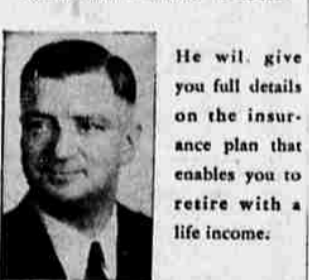 He wil. give
you full details
on the insur-
ance plan that
enables you to
retire with a
life income.